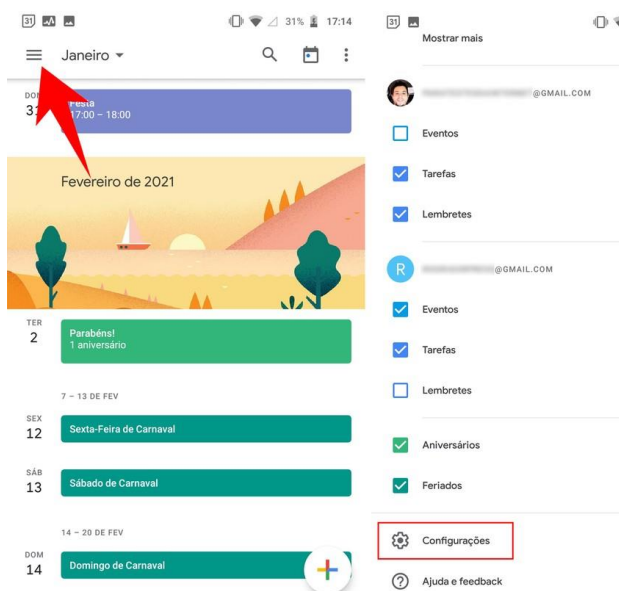 31
31%
17:14
Janeiro
DOM
31
Festa
17:00 – 18:00
Fevereiro de 2021
TER
2
Parabéns!
1 aniversário
7 – 13 DE FEV
SEX
12
Sexta-Feira de Carnaval
SÁB
13
Sábado de Carnaval
14 – 20 DE FEV
DOM
14
Domingo de Carnaval
31
Mostrar mais
@GMAIL.COM
Eventos
Tarefas
Lembretes
R
@GMAIL.COM
Eventos
Tarefas
Lembretes
Aniversários
Feriados
Configurações
Ajuda e feedback